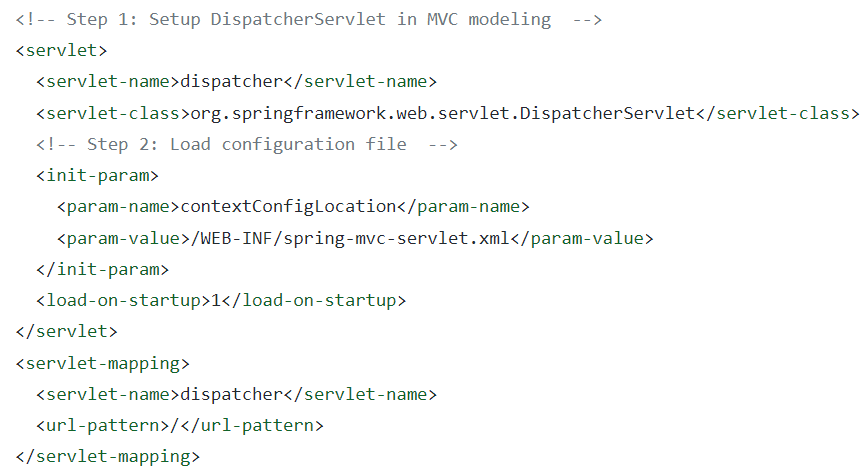 <!-- Step 1: Setup DispatcherServlet in MVC modeling  -->
<servlet>
  <servlet-name>dispatcher</servlet-name>
  <servlet-class>org.springframework.web.servlet.DispatcherServlet</servlet-class>
  <!-- Step 2: Load configuration file  -->
  <init-param>
    <param-name>contextConfigLocation</param-name>
    <param-value>/WEB-INF/spring-mvc-servlet.xml</param-value>
  </init-param>
  <load-on-startup>1</load-on-startup>
</servlet>
<servlet-mapping>
  <servlet-name>dispatcher</servlet-name>
  <url-pattern>/</url-pattern>
</servlet-mapping>